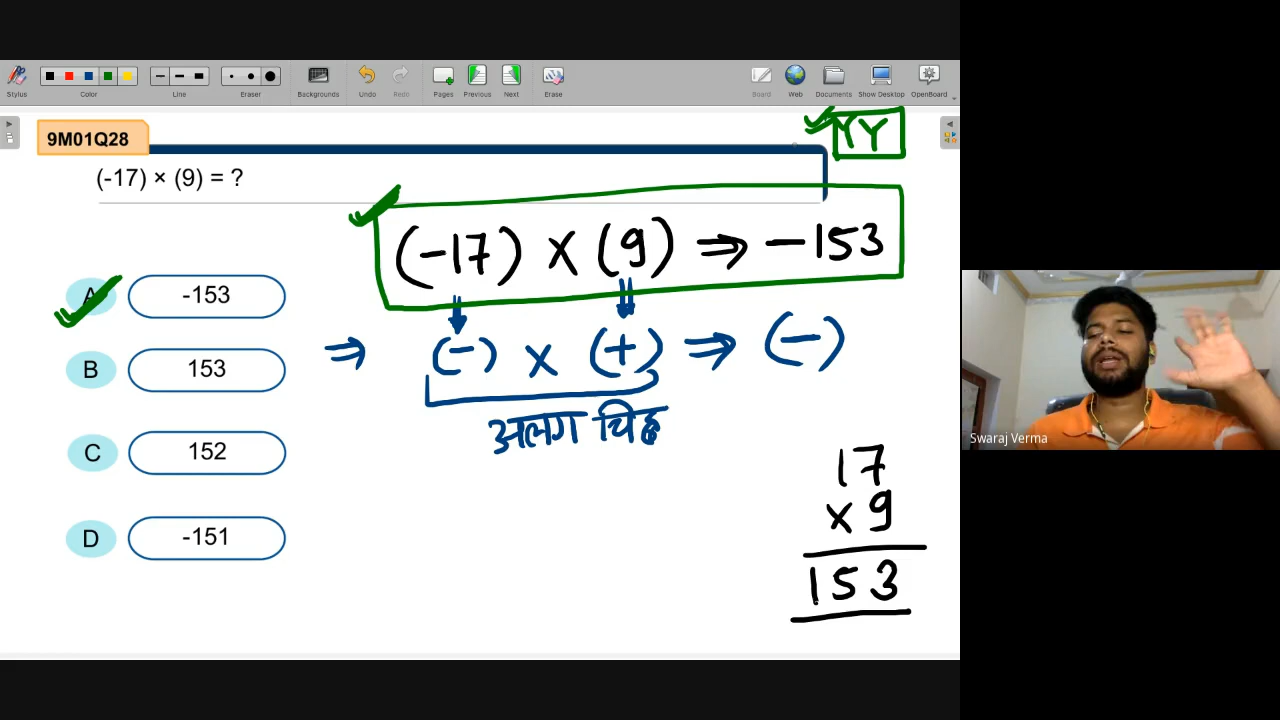 Stylus
Color
Line
Eraser
Backgrounds
Undo
Redo
Pages
Previous
Next
Erase
Board
Web
Documents
Show Desktop
OpenBoard
9M01Q28
YY
(-17) × (9) = ?
(-17) × (9) ⇒ -153
A -153
⇒ (-) × (+) ⇒ (-)
B 153
अलग चिह्न
Swaraj Verma
C 152
17
× 9
153
D -151